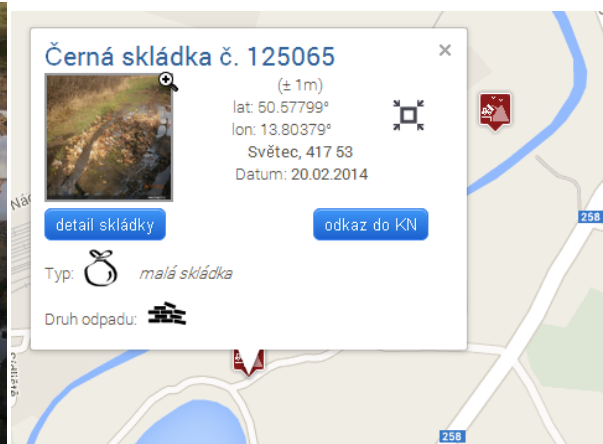 Černá skládka č. 125065
×
(± 1m)
lat: 50.57799°
lon: 13.80379°
Světec, 417 53
Datum: 20.02.2014
detail skládky
odkaz do KN
Typ:
malá skládka
Druh odpadu:
258
258